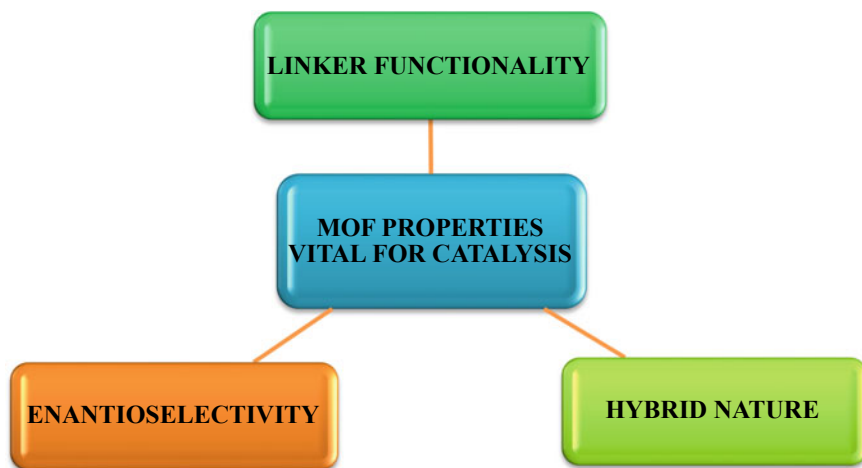 LINKER FUNCTIONALITY
MOF PROPERTIES
VITAL FOR CATALYSIS
ENANTIOSELECTIVITY
HYBRID NATURE